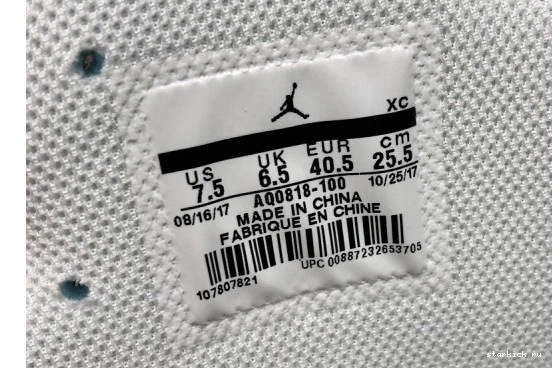 XC
US UK EUR cm
7.5 6.5 40.5 25.5
08/16/17 AQ0818-100 10/25/17
MADE IN CHINA
FABRIQUE EN CHINE
107807821 UPC 00887232653705
starkick.ru